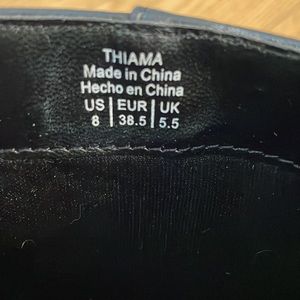 THIAMA
Made in China
Hecho en China
US | EUR | UK
8 | 38.5 | 5.5